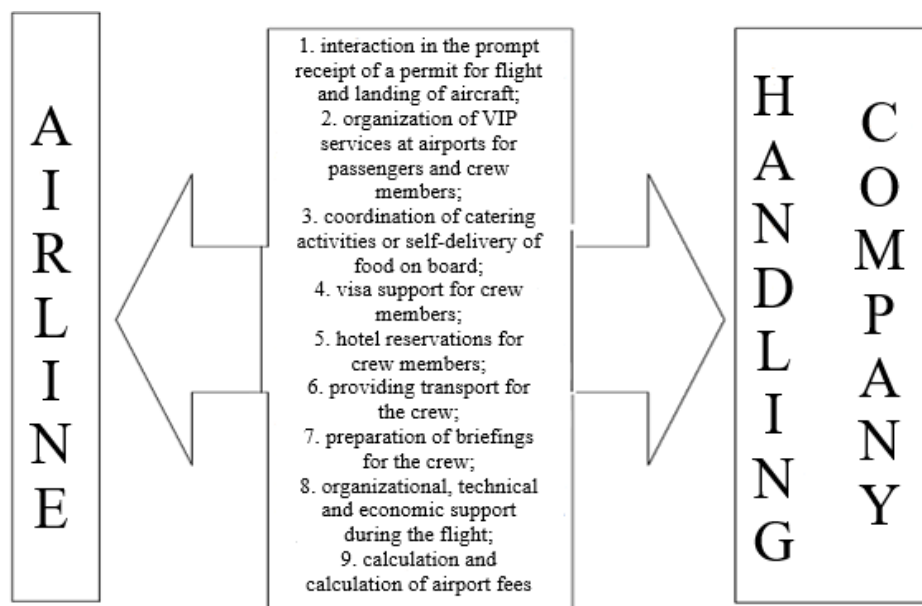 AIRLINE
1. interaction in the prompt
receipt of a permit for flight
and landing of aircraft;
2. organization of VIP
services at airports for
passengers and crew
members;
3. coordination of catering
activities or self-delivery of
food on board;
4. visa support for crew
members;
5. hotel reservations for
crew members;
6. providing transport for
the crew;
7. preparation of briefings
for the crew;
8. organizational, technical
and economic support
during the flight;
9. calculation and
calculation of airport fees
HANDLING
COMPANY